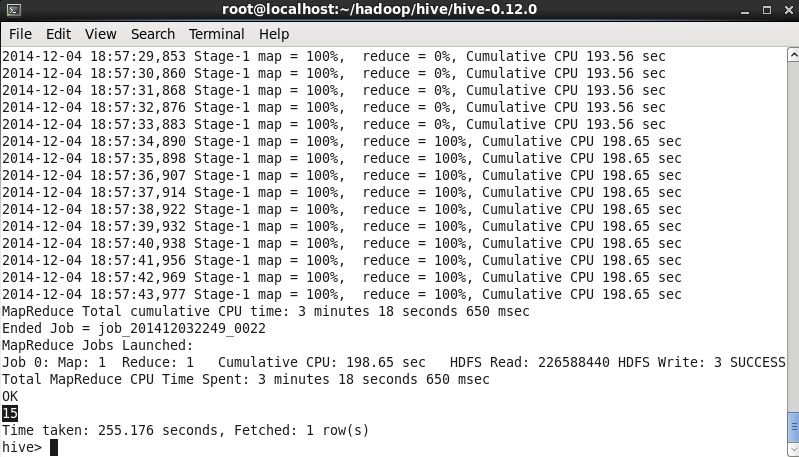 root@localhost:~/hadoop/hive/hive-0.12.0
File Edit View Search Terminal Help
2014-12-04 18:57:29,853 Stage-1 map = 100%,  reduce = 0%, Cumulative CPU 193.56 sec
2014-12-04 18:57:30,860 Stage-1 map = 100%,  reduce = 0%, Cumulative CPU 193.56 sec
2014-12-04 18:57:31,868 Stage-1 map = 100%,  reduce = 0%, Cumulative CPU 193.56 sec
2014-12-04 18:57:32,876 Stage-1 map = 100%,  reduce = 0%, Cumulative CPU 193.56 sec
2014-12-04 18:57:33,883 Stage-1 map = 100%,  reduce = 0%, Cumulative CPU 193.56 sec
2014-12-04 18:57:34,890 Stage-1 map = 100%,  reduce = 100%, Cumulative CPU 198.65 sec
2014-12-04 18:57:35,898 Stage-1 map = 100%,  reduce = 100%, Cumulative CPU 198.65 sec
2014-12-04 18:57:36,907 Stage-1 map = 100%,  reduce = 100%, Cumulative CPU 198.65 sec
2014-12-04 18:57:37,914 Stage-1 map = 100%,  reduce = 100%, Cumulative CPU 198.65 sec
2014-12-04 18:57:38,922 Stage-1 map = 100%,  reduce = 100%, Cumulative CPU 198.65 sec
2014-12-04 18:57:39,932 Stage-1 map = 100%,  reduce = 100%, Cumulative CPU 198.65 sec
2014-12-04 18:57:40,938 Stage-1 map = 100%,  reduce = 100%, Cumulative CPU 198.65 sec
2014-12-04 18:57:41,956 Stage-1 map = 100%,  reduce = 100%, Cumulative CPU 198.65 sec
2014-12-04 18:57:42,969 Stage-1 map = 100%,  reduce = 100%, Cumulative CPU 198.65 sec
2014-12-04 18:57:43,977 Stage-1 map = 100%,  reduce = 100%, Cumulative CPU 198.65 sec
MapReduce Total cumulative CPU time: 3 minutes 18 seconds 650 msec
Ended Job = job_201412032249_0022
MapReduce Jobs Launched:
Job 0: Map: 1  Reduce: 1   Cumulative CPU: 198.65 sec   HDFS Read: 226588440 HDFS Write: 3 SUCCESS
Total MapReduce CPU Time Spent: 3 minutes 18 seconds 650 msec
OK
15
Time taken: 255.176 seconds, Fetched: 1 row(s)
hive>